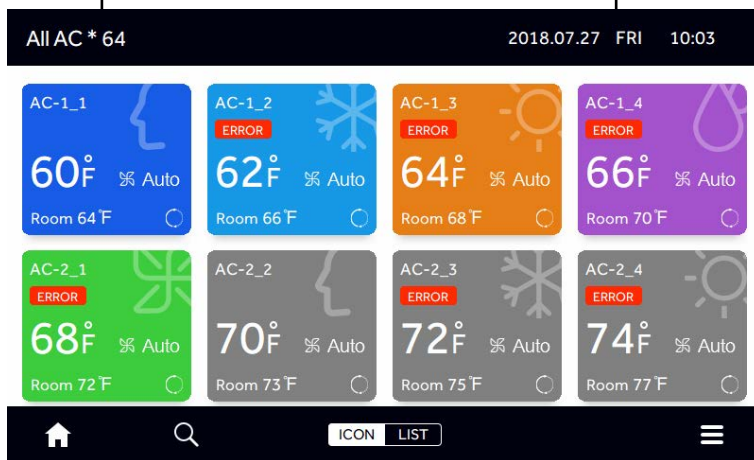 All AC * 64 2018.07.27 FRI 10:03
AC-1_1 AC-1_2 AC-1_3 AC-1_4
ERROR ERROR ERROR
60°F Auto 62°F Auto 64°F Auto 66°F Auto
Room 64°F Room 66°F Room 68°F Room 70°F
AC-2_1 AC-2_2 AC-2_3 AC-2_4
ERROR ERROR ERROR
68°F Auto 70°F Auto 72°F Auto 74°F Auto
Room 72°F Room 73°F Room 75°F Room 77°F
ICON LIST